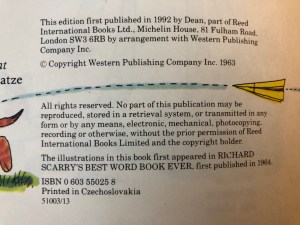 This edition first published in 1992 by Dean, part of Reed
International Books Ltd., Michelin House, 81 Fulham Road,
London SW3 6RB by arrangement with Western Publishing
Company Inc.
© Copyright Western Publishing Company Inc. 1963
nt
atze
All rights reserved. No part of this publication may be
reproduced, stored in a retrieval system, or transmitted in any
form or by any means, electronic, mechanical, photocopying,
recording or otherwise, without the prior permission of Reed
International Books Limited and the copyright holder.
The illustrations in this book first appeared in RICHARD
SCARRY'S BEST WORD BOOK EVER, first published in 1964.
ISBN 0 603 55025 8
Printed in Czechoslovakia
51003/13